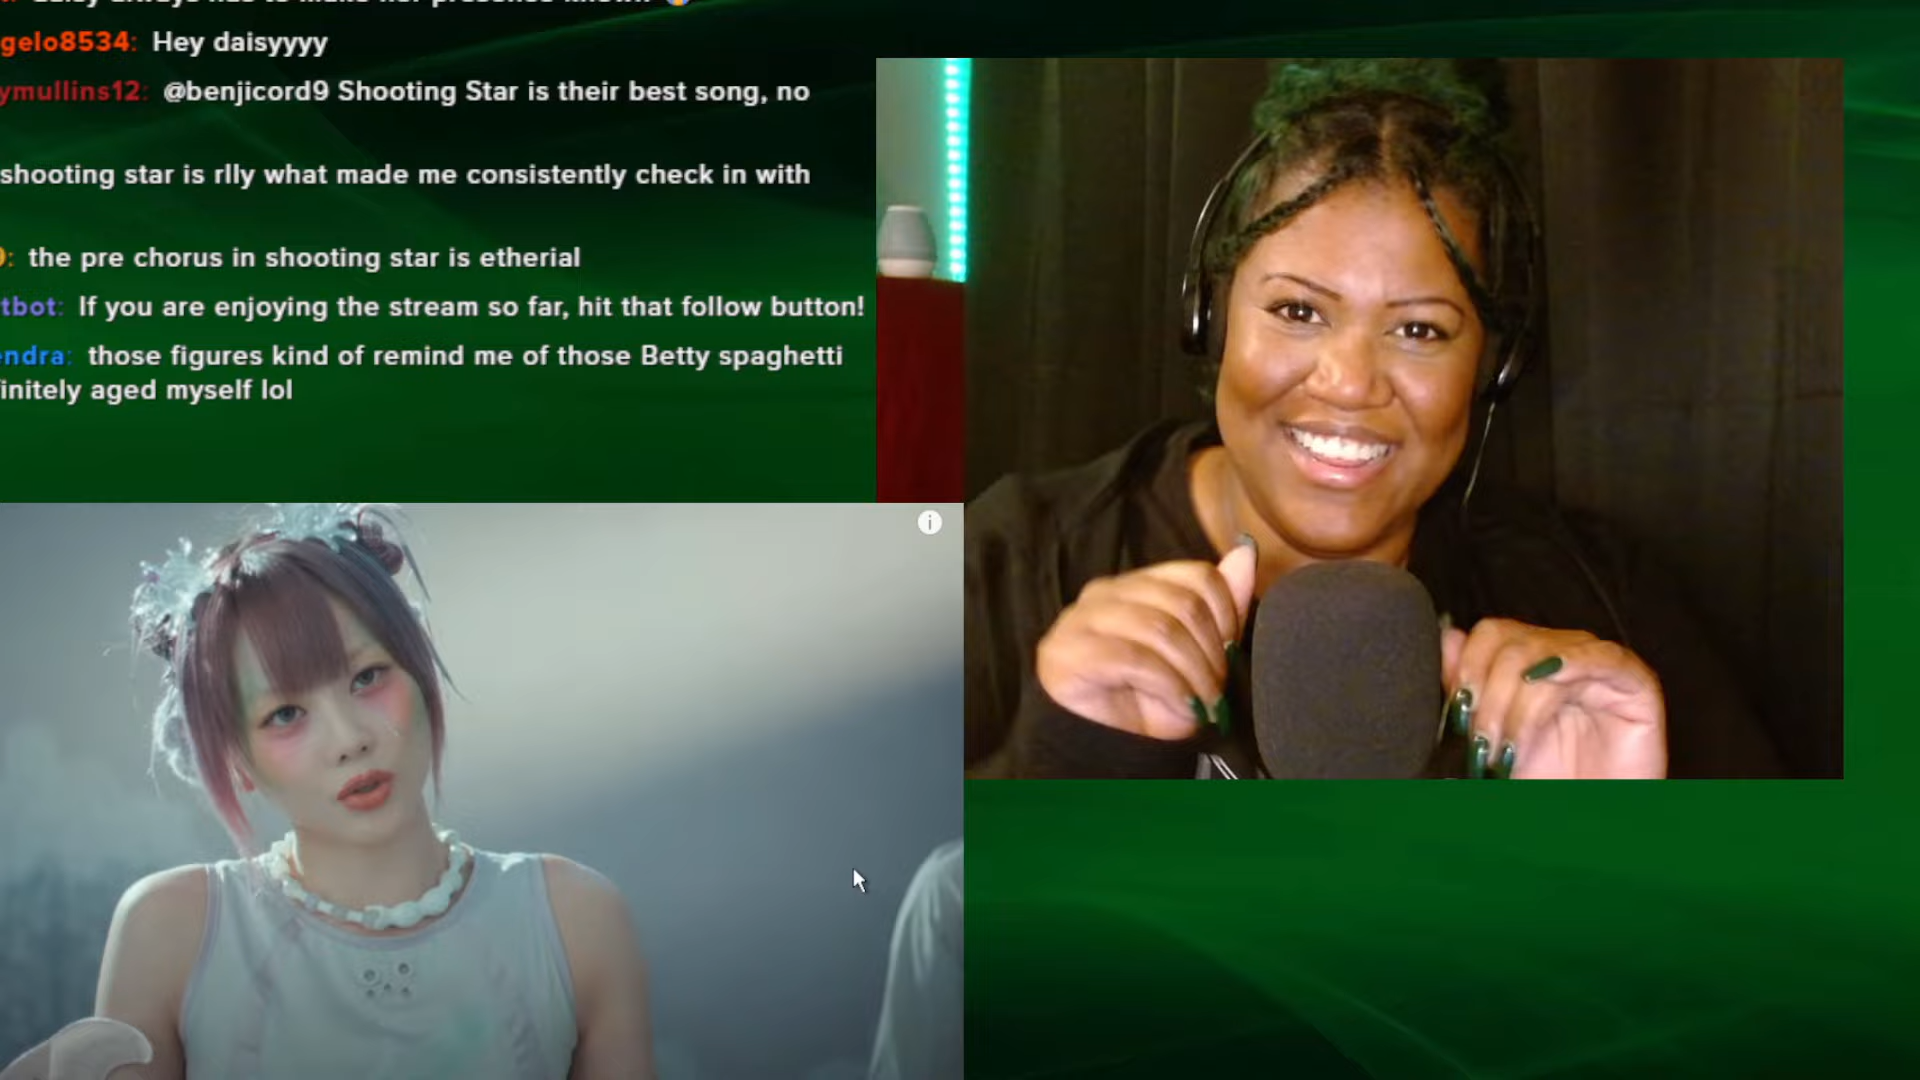 gelo8534: Hey daisyyyy
ymullins12: @benjicord9 Shooting Star is their best song, no
shooting star is rlly what made me consistently check in with
: the pre chorus in shooting star is etherial
tbot: If you are enjoying the stream so far, hit that follow button!
endra: those figures kind of remind me of those Betty spaghetti
finitely aged myself lol